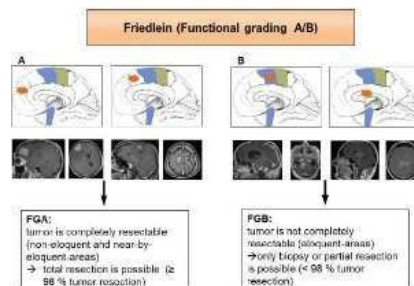 Friedlein (Functional grading A/B)
A
B
FGA:
tumor is completely resectable
(non-eloquent and near-by-
eloquent-areas)
→ total resection is possible (≥
98 % tumor resection)
FGB:
tumor is not completely
resectable (eloquent-areas)
→only biopsy or partial resection
is possible (< 98 % tumor
resection)